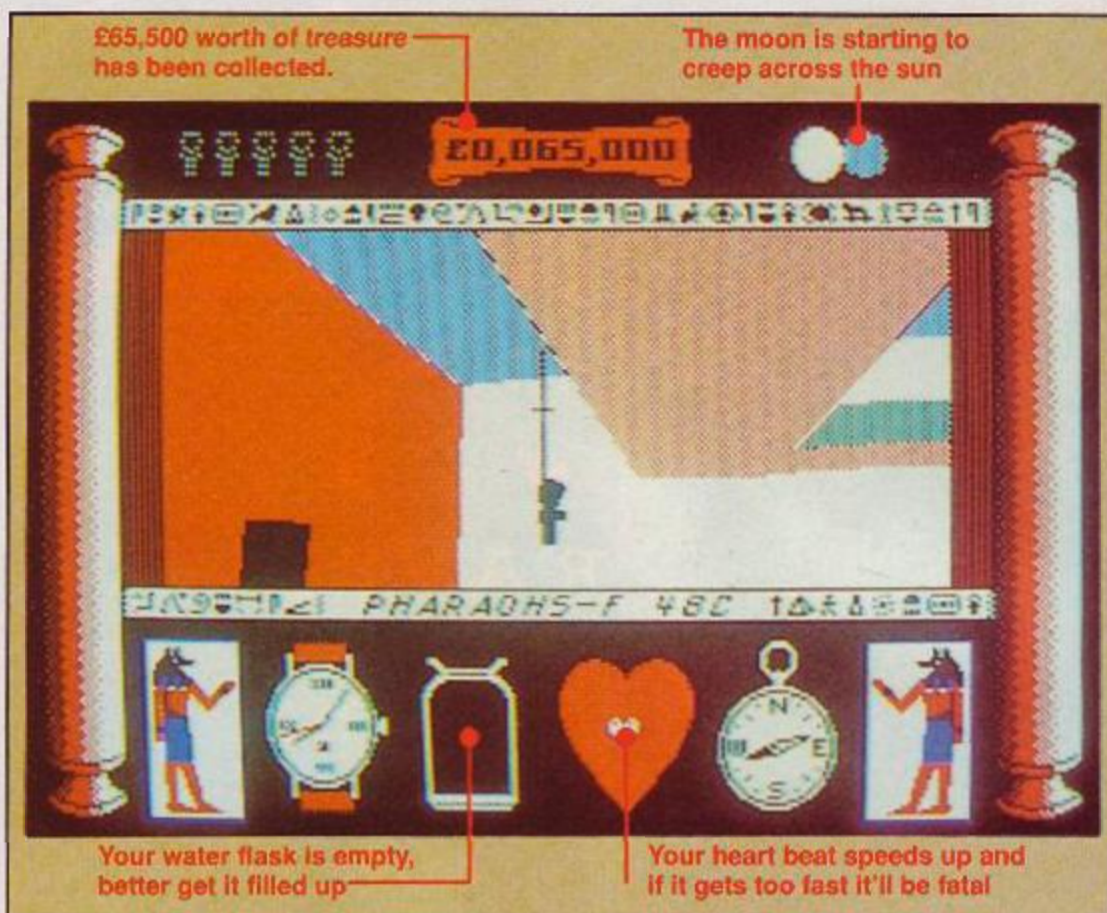 £65,500 worth of treasure
has been collected.
The moon is starting to
creep across the sun
£0,065,000
PHARAOHS-F 48C
N
E
S
Your water flask is empty,
better get it filled up
Your heart beat speeds up and
if it gets too fast it'll be fatal